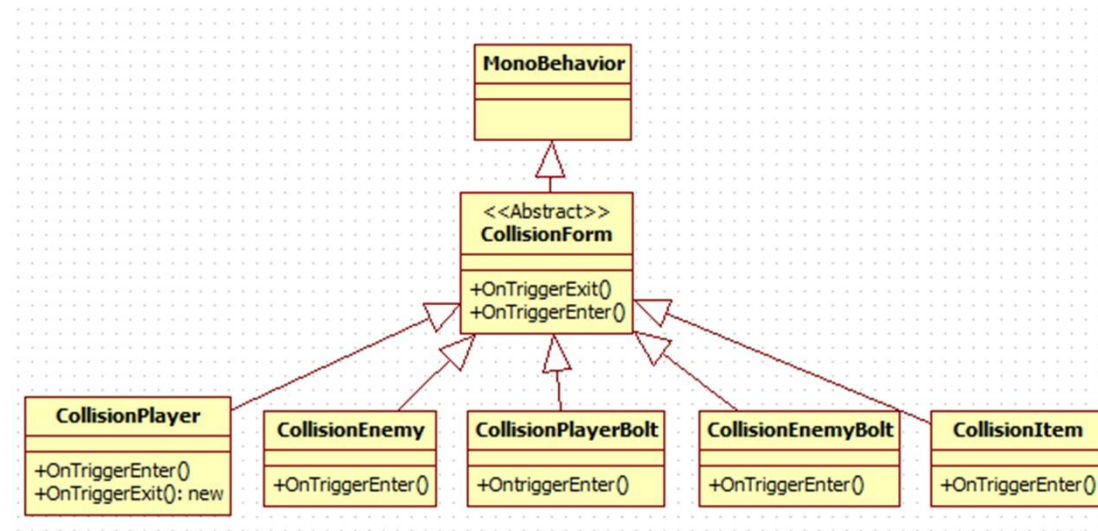 MonoBehavior
<<Abstract>>
CollisionForm
+OnTriggerExit()
+OnTriggerEnter()
CollisionPlayer
+OnTriggerEnter()
+OnTriggerExit(): new
CollisionEnemy
+OnTriggerEnter()
CollisionPlayerBolt
+OntriggerEnter()
CollisionEnemyBolt
+OnTriggerEnter()
CollisionItem
+OnTriggerEnter()